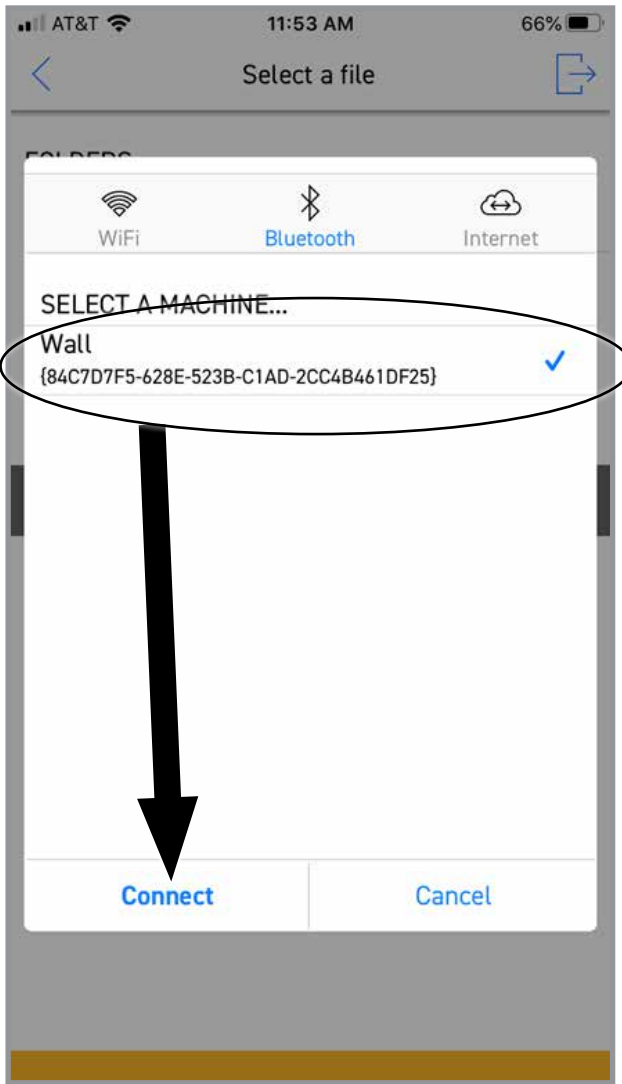 AT&T 11:53 AM 66%
Select a file
FOLDERS
WiFi Bluetooth Internet
SELECT A MACHINE...
Wall
{84C7D7F5-628E-523B-C1AD-2CC4B461DF25}
Connect Cancel